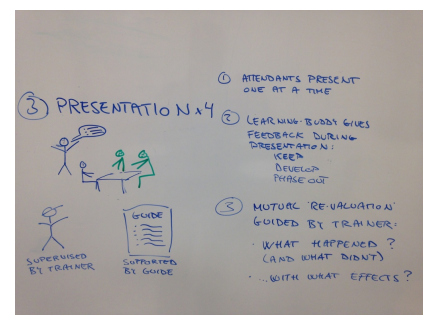 ③ PRESENTATION x4
SUPERVISED
BY TRAINER
GUIDE
SUPPORTED
BY GUIDE
① ATTENDANTS PRESENT
ONE AT A TIME
② LEARNING-BUDDY GIVES
FEEDBACK DURING
PRESENTATION:
KEEP
DEVELOP
PHASE OUT
③ MUTUAL 'RE-VALUATION'
GUIDED BY TRAINER:
· WHAT HAPPENED?
(AND WHAT DIDN'T)
· ...WITH WHAT EFFECTS?